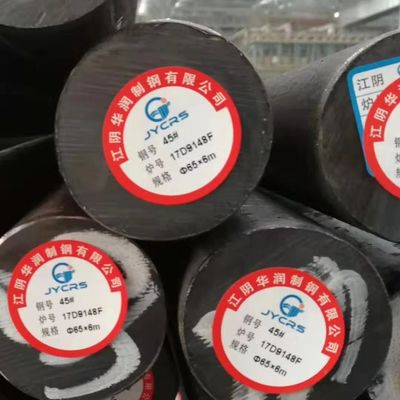 江阴华润制钢有限公司
JYCRS
钢号 45#
炉号 17D9148F
规格 Φ65×6m
江阴华润制钢有限公司
JYCRS
钢号 45#
炉号 17D9148F
规格 Φ65×6m
江阴华润制钢有限公司
JYCRS
钢号 45#
炉号 17D9148F
规格 Φ65×6m
江阴
炉